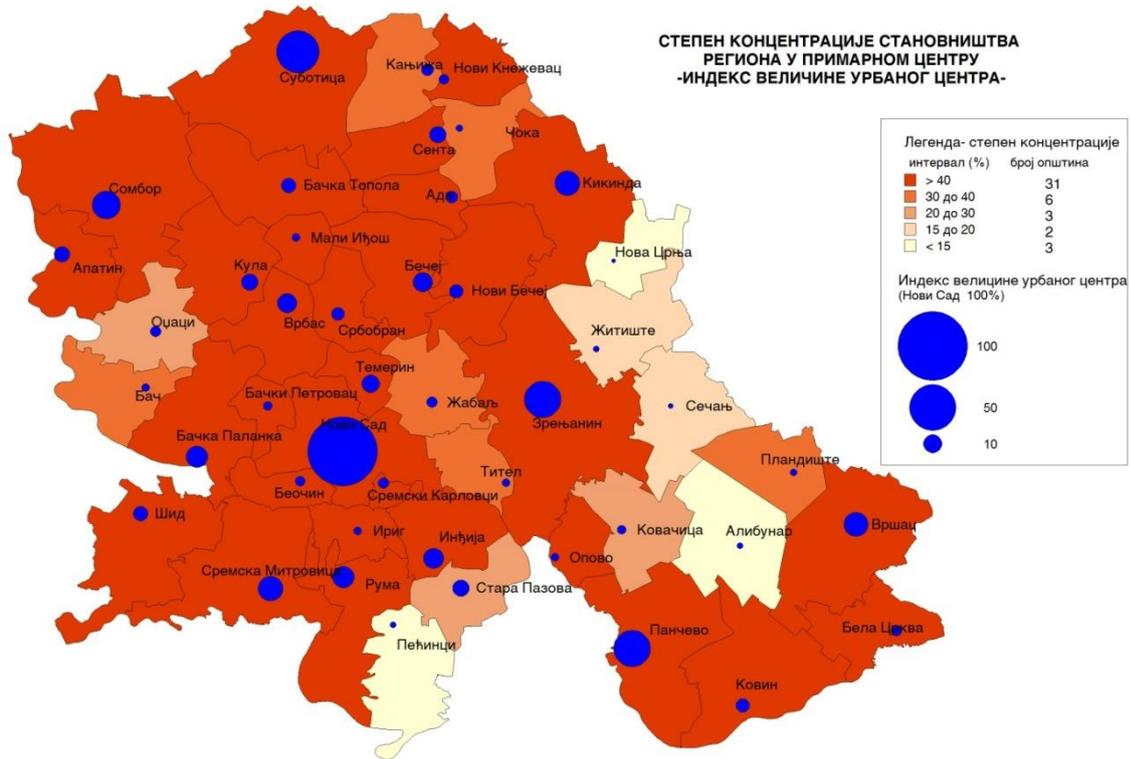 СТЕПЕН КОНЦЕНТРАЦИЈЕ СТАНОВНИШТВА
РЕГИОНА У ПРИМАРНОМ ЦЕНТРУ
-ИНДЕКС ВЕЛИЧИНЕ УРБАНОГ ЦЕНТРА-
Легенда- степен концентрације
интервал (%) број општина
> 40 31
30 до 40 6
20 до 30 3
15 до 20 2
< 15 3
Индекс велицине урбаног центра
(Нови Сад 100%)
100
50
10
Суботица
Кањижа
Нови Кнежевац
Чока
Сента
Сомбор
Бачка Топола
Ада
Кикинда
Мали Иђош
Нова Црња
Апатин
Кула
Бечеј
Нови Бечеј
Оџаци
Врбас
Србобран
Житиште
Темерин
Бач
Бачки Петровац
Жабаљ
Нови Сад
Зрењанин
Сечањ
Бачка Паланка
Пландиште
Тител
Беочин
Сремски Карловци
Шид
Ириг
Инђија
Ковачица
Алибунар
Вршац
Опово
Сремска Митровица
Рума
Стара Пазова
Панчево
Бела Црква
Пећинци
Ковин